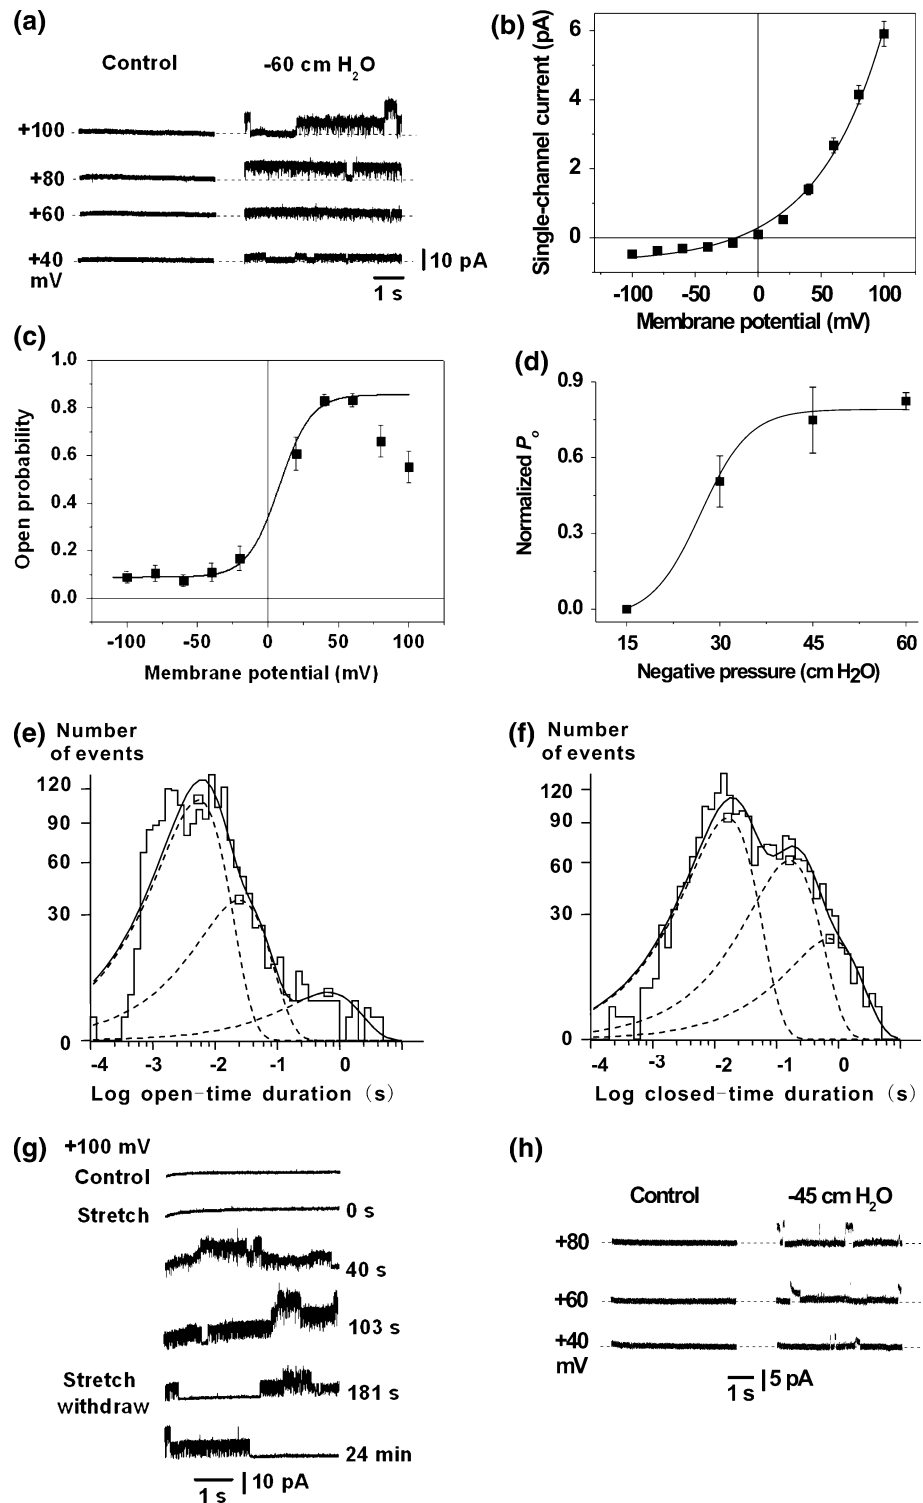 (a)
Control -60 cm H2O
+100
+80
+60
+40
mV
10 pA
1 s
(b)
Single-channel current (pA)
6
4
2
0
-100 -50 0 50 100
Membrane potential (mV)
(c)
Open probability
1.0
0.8
0.6
0.4
0.2
0.0
-100 -50 0 50 100
Membrane potential (mV)
(d)
Normalized Po
0.9
0.6
0.3
0.0
15 30 45 60
Negative pressure (cm H2O)
(e)
Number
of events
120
90
60
30
0
-4 -3 -2 -1 0
Log open-time duration (s)
(f)
Number
of events
120
90
60
30
0
-4 -3 -2 -1 0
Log closed-time duration (s)
(g)
+100 mV
Control
Stretch 0 s
40 s
103 s
Stretch
withdraw
181 s
24 min
1 s 10 pA
(h)
Control -45 cm H2O
+80
+60
+40
mV
1 s 5 pA